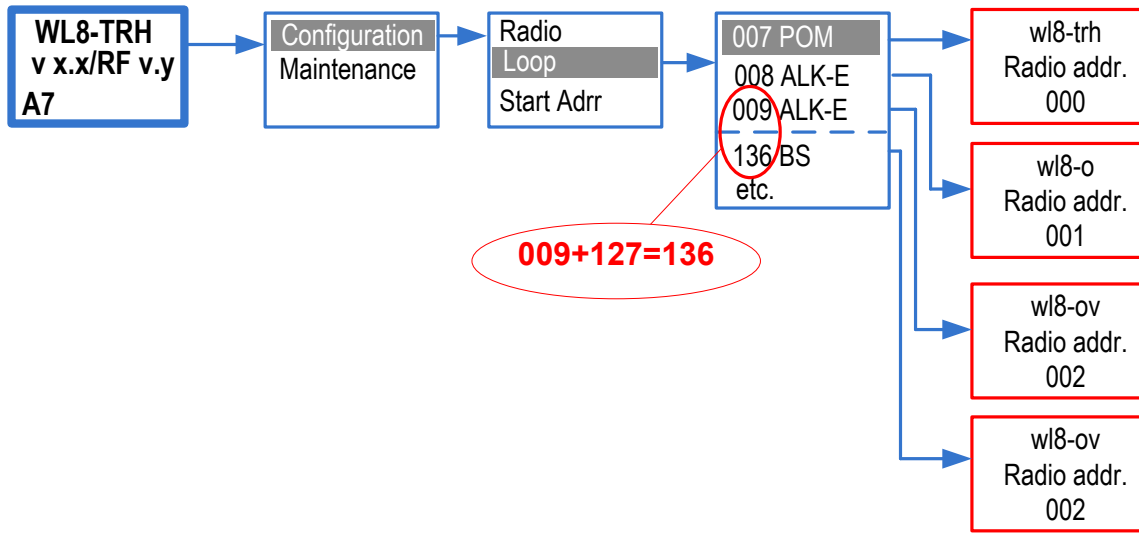 WL8-TRH
v x.x/RF v.y
A7
Configuration
Maintenance
Radio
Loop
Start Adrr
007 POM
008 ALK-E
009 ALK-E
136 BS
etc.
009+127=136
wl8-trh
Radio addr.
000
wl8-o
Radio addr.
001
wl8-ov
Radio addr.
002
wl8-ov
Radio addr.
002